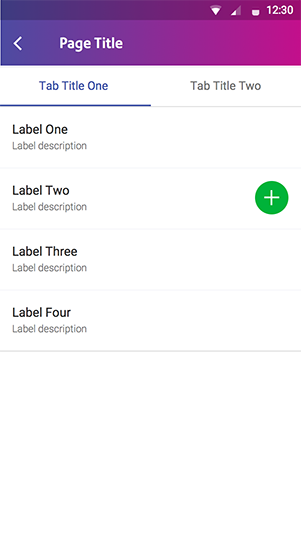 12:30
Page Title
Tab Title One
Tab Title Two
Label One
Label description
Label Two
Label description
Label Three
Label description
Label Four
Label description